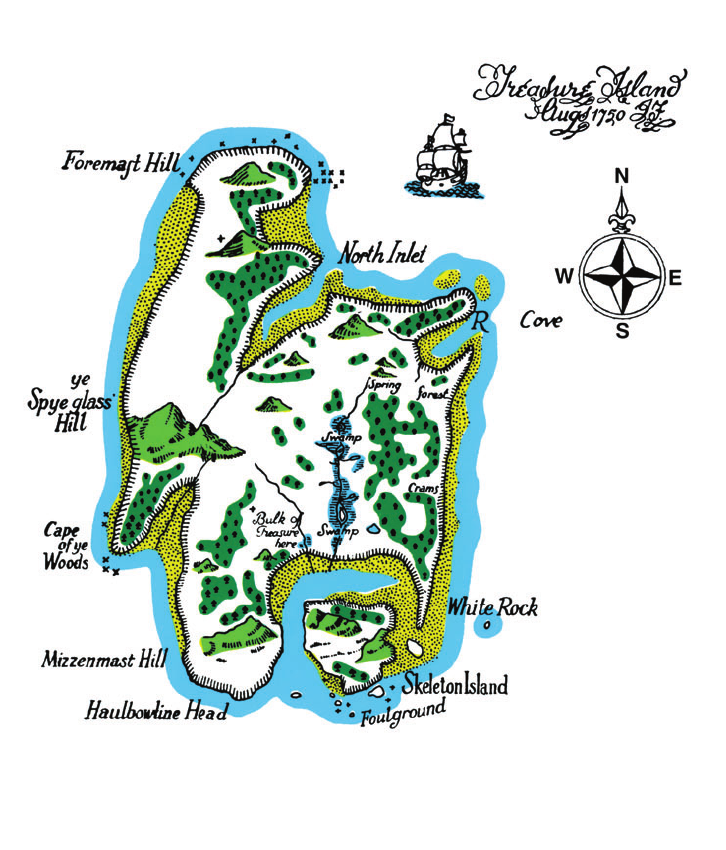 Treasure Island
Augst 1750 J.F.
Foremast Hill
N
W
E
S
North Inlet
R
Cove
ye
Spye glass
Hill
Spring
forest
Swamp
Crams
Bulk of
Treasure
here
Swamp
Cape
of ye
Woods
White Rock
Mizzenmast Hill
Skeleton Island
Haulbowline Head
Foulground